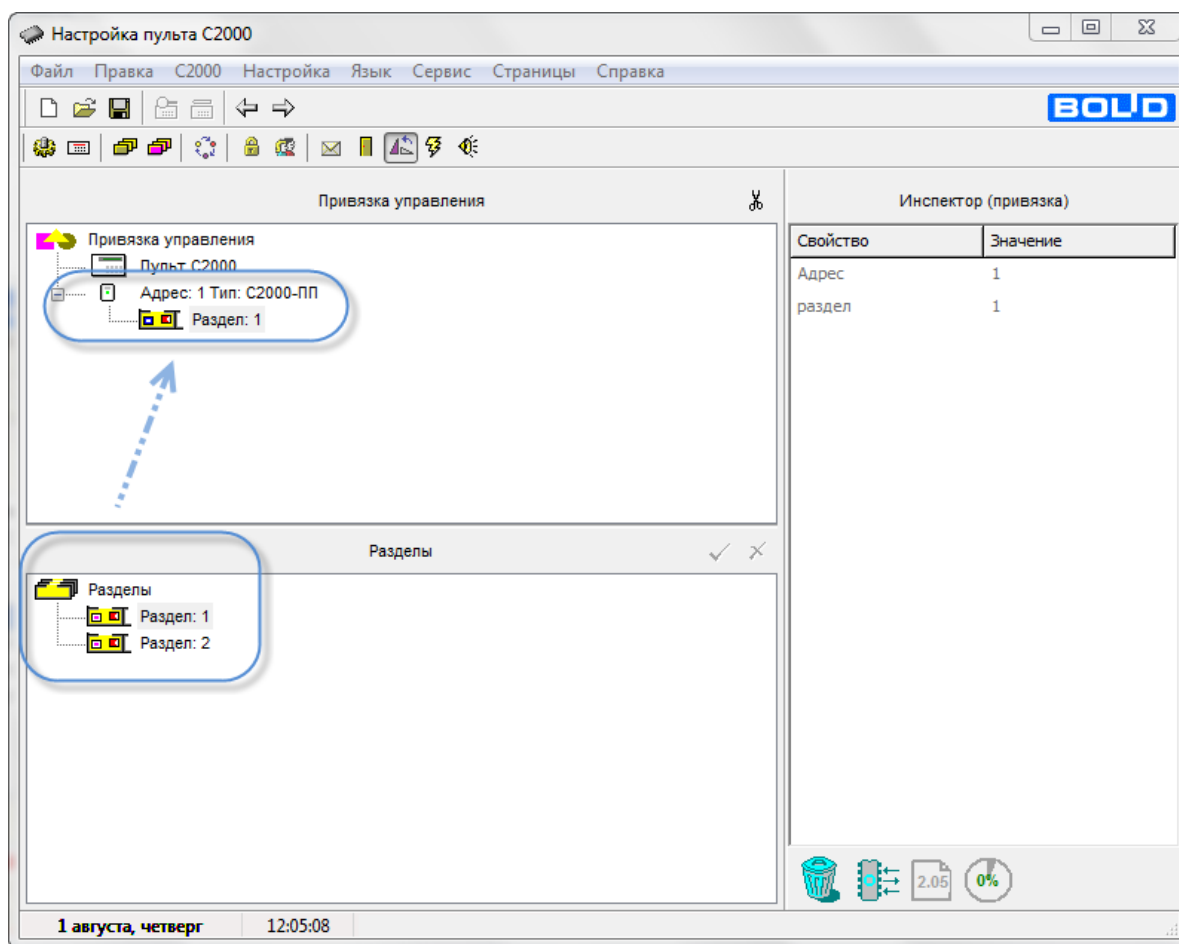 Настройка пульта С2000
Файл Правка С2000 Настройка Язык Сервис Страницы Справка
BOLID
Привязка управления
Инспектор (привязка)
Привязка управления
Пульт С2000
Адрес: 1 Тип: С2000-ПП
Раздел: 1
Свойство Значение
Адрес 1
раздел 1
Разделы
Разделы
Раздел: 1
Раздел: 2
2.05 0%
1 августа, четверг 12:05:08